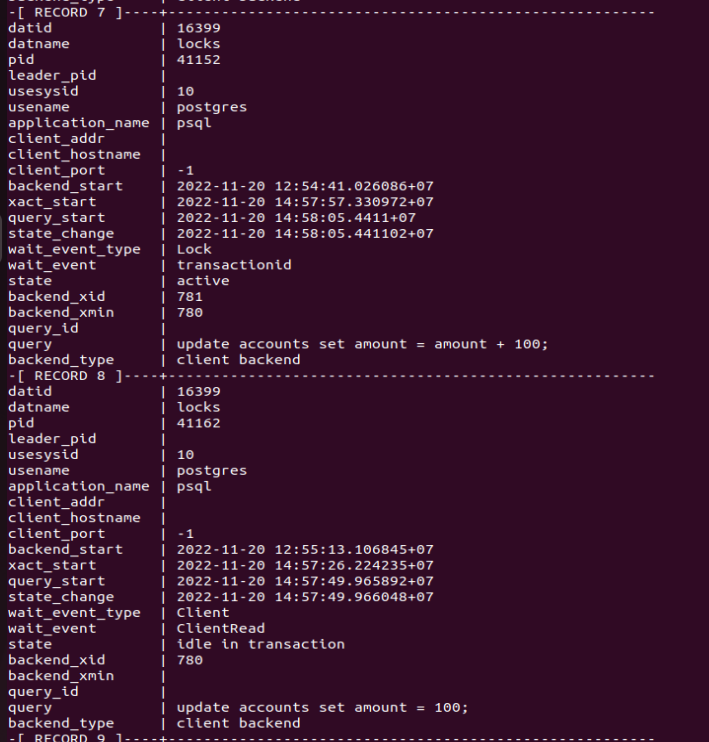 -[ RECORD 7 ]----+------------------------------------------------------
datid            | 16399
datname          | locks
pid              | 41152
leader_pid       |
usesysid         | 10
usename          | postgres
application_name | psql
client_addr      |
client_hostname  |
client_port      | -1
backend_start    | 2022-11-20 12:54:41.026086+07
xact_start       | 2022-11-20 14:57:57.330972+07
query_start      | 2022-11-20 14:58:05.4411+07
state_change     | 2022-11-20 14:58:05.441102+07
wait_event_type  | Lock
wait_event       | transactionid
state            | active
backend_xid      | 781
backend_xmin     | 780
query_id         |
query            | update accounts set amount = amount + 100;
backend_type     | client backend
-[ RECORD 8 ]----+------------------------------------------------------
datid            | 16399
datname          | locks
pid              | 41162
leader_pid       |
usesysid         | 10
usename          | postgres
application_name | psql
client_addr      |
client_hostname  |
client_port      | -1
backend_start    | 2022-11-20 12:55:13.106845+07
xact_start       | 2022-11-20 14:57:26.224235+07
query_start      | 2022-11-20 14:57:49.965892+07
state_change     | 2022-11-20 14:57:49.966048+07
wait_event_type  | Client
wait_event       | ClientRead
state            | idle in transaction
backend_xid      | 780
backend_xmin     |
query_id         |
query            | update accounts set amount = 100;
backend_type     | client backend
-[ RECORD 9 ]----+------------------------------------------------------